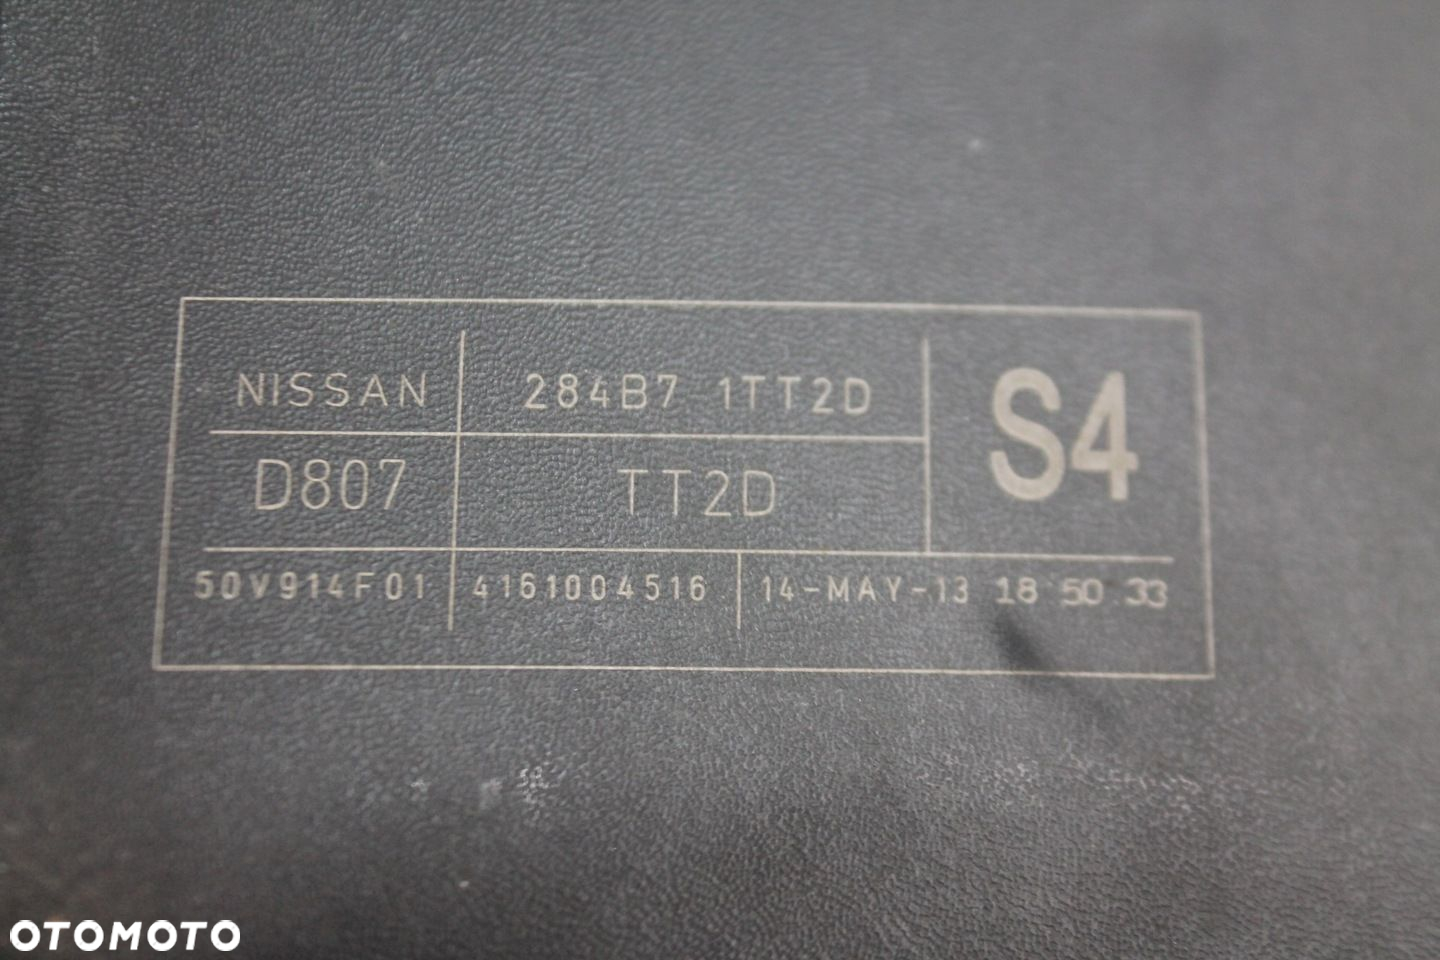 NISSAN 284B7 1TT2D S4
D807 TT2D
50V914F01 4161004516 14-MAY-13 18:50:33
OTOMOTO